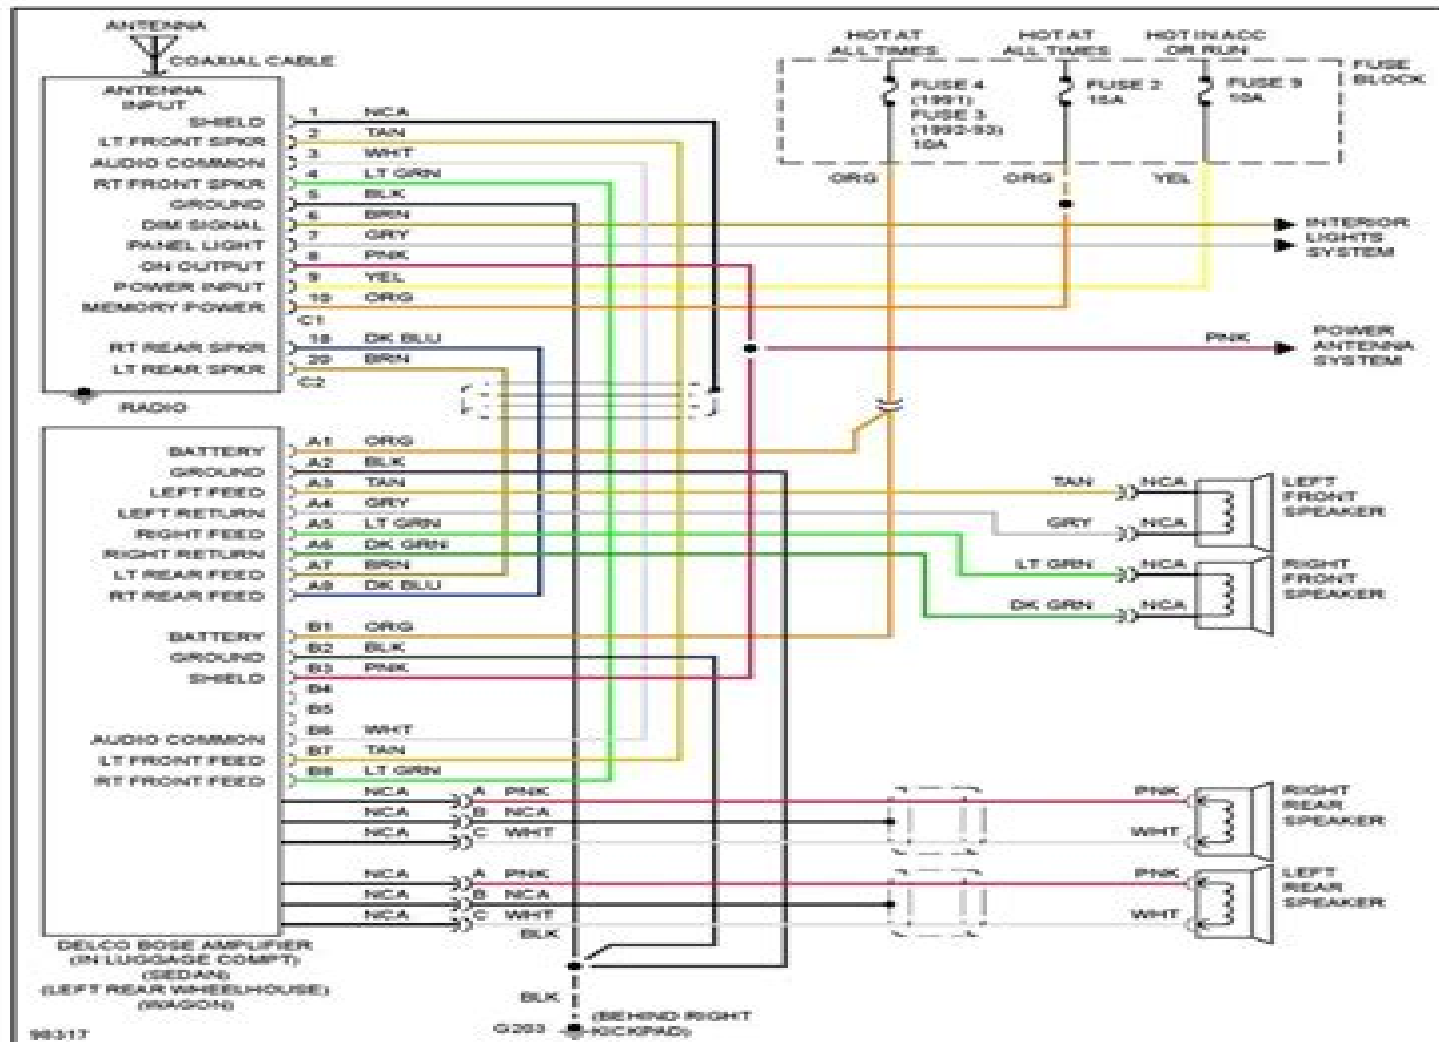 ANTENNA
COAXIAL CABLE
ANTENNA
INPUT
SHIELD 1 NCA
LT FRONT SPKR 2 TAN
AUDIO COMMON 3 WHT
RT FRONT SPKR 4 LT GRN
GROUND 5 BLK
DIM SIGNAL 6 BRN
PANEL LIGHT 7 GRY
ON OUTPUT 8 PNK
POWER INPUT 9 YEL
MEMORY POWER 10 ORG
C1
RT REAR SPKR 18 DK BLU
LT REAR SPKR 20 BRN
C2
RADIO
HOT AT
ALL TIMES
HOT AT
ALL TIMES
HOT IN ACC
OR RUN
FUSE
BLOCK
FUSE 4
(1991)
FUSE 3
(1992-93)
10A
FUSE 2
15A
FUSE 9
10A
ORG
ORG
YEL
INTERIOR
LIGHTS
SYSTEM
PNK
POWER
ANTENNA
SYSTEM
BATTERY A1 ORG
GROUND A2 BLK
LEFT FEED A3 TAN
LEFT RETURN A4 GRY
RIGHT FEED A5 LT GRN
RIGHT RETURN A6 DK GRN
LT REAR FEED A7 BRN
RT REAR FEED A8 DK BLU
BATTERY B1 ORG
GROUND B2 BLK
SHIELD B3 PNK
B4
B5
AUDIO COMMON B6 WHT
LT FRONT FEED B7 TAN
RT FRONT FEED B8 LT GRN
NCA A PNK
NCA B NCA
NCA C WHT
NCA A PNK
NCA B NCA
NCA C WHT
TAN NCA
GRY NCA
LEFT
FRONT
SPEAKER
LT GRN NCA
DK GRN NCA
RIGHT
FRONT
SPEAKER
PNK
WHT
RIGHT
REAR
SPEAKER
PNK
WHT
LEFT
REAR
SPEAKER
BLK
BLK
G203
(BEHIND RIGHT
KICKPAD)
DELCO BOSE AMPLIFIER
(IN LUGGAGE COMPT)
(SEDAN)
(LEFT REAR WHEELHOUSE)
(WAGON)